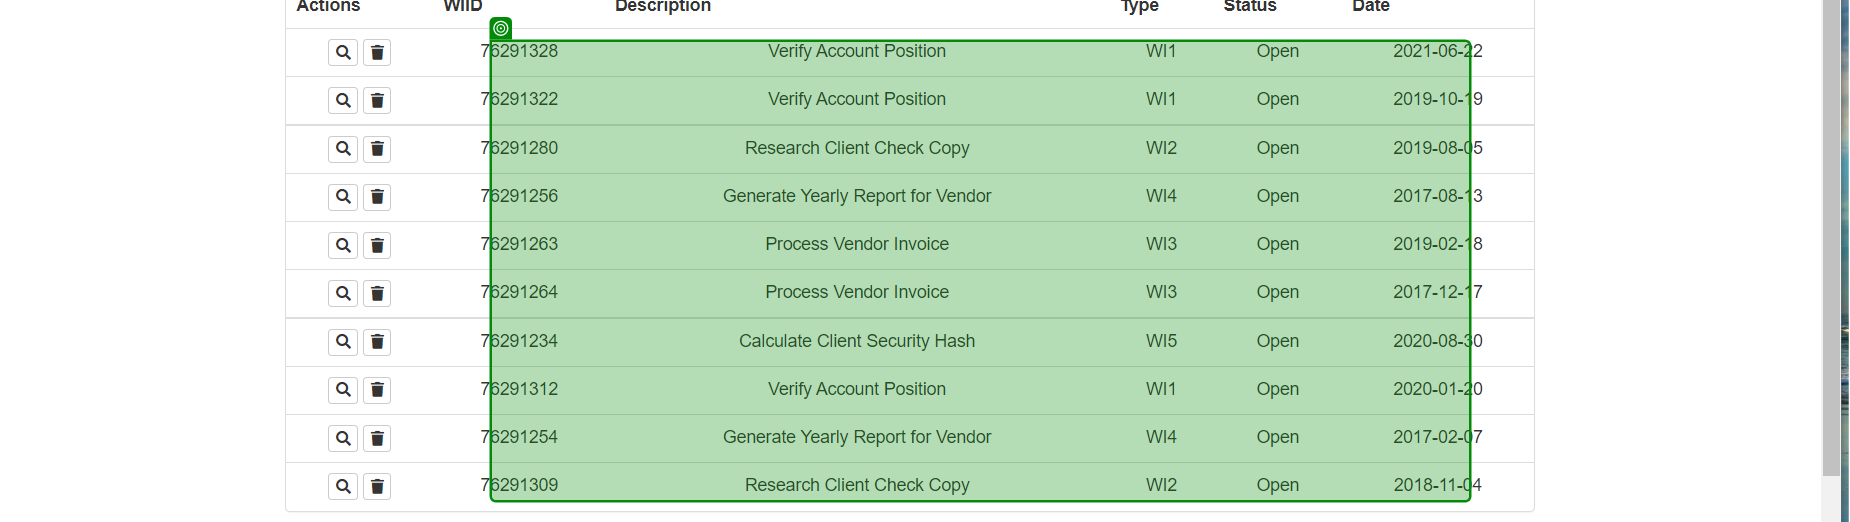 Actions WIID Description Type Status Date
76291328 Verify Account Position WI1 Open 2021-06-22
76291322 Verify Account Position WI1 Open 2019-10-19
76291280 Research Client Check Copy WI2 Open 2019-08-05
76291256 Generate Yearly Report for Vendor WI4 Open 2017-08-13
76291263 Process Vendor Invoice WI3 Open 2019-02-18
76291264 Process Vendor Invoice WI3 Open 2017-12-17
76291234 Calculate Client Security Hash WI5 Open 2020-08-30
76291312 Verify Account Position WI1 Open 2020-01-20
76291254 Generate Yearly Report for Vendor WI4 Open 2017-02-07
76291309 Research Client Check Copy WI2 Open 2018-11-04